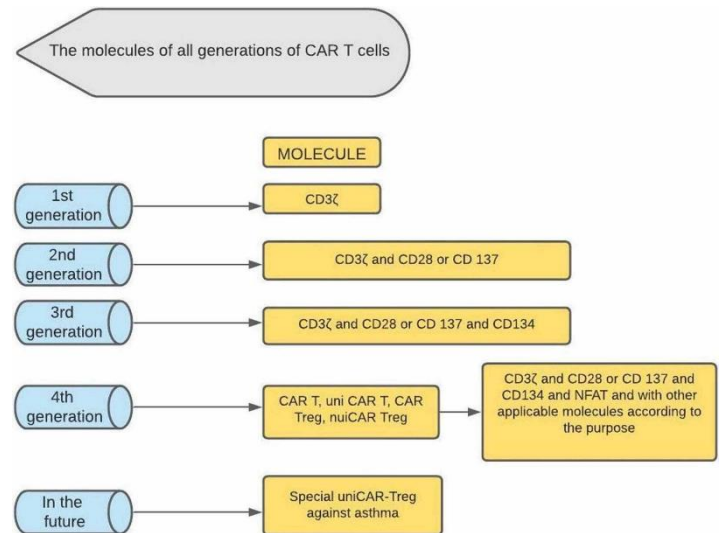 The molecules of all generations of CAR T cells
MOLECULE
1st
generation
CD3ζ
2nd
generation
CD3ζ and CD28 or CD 137
3rd
generation
CD3ζ and CD28 or CD 137 and CD134
4th
generation
CAR T, uni CAR T, CAR
Treg, nuiCAR Treg
CD3ζ and CD28 or CD 137 and
CD134 and NFAT and with other
applicable molecules according to
the purpose
In the
future
Special uniCAR-Treg
against asthma